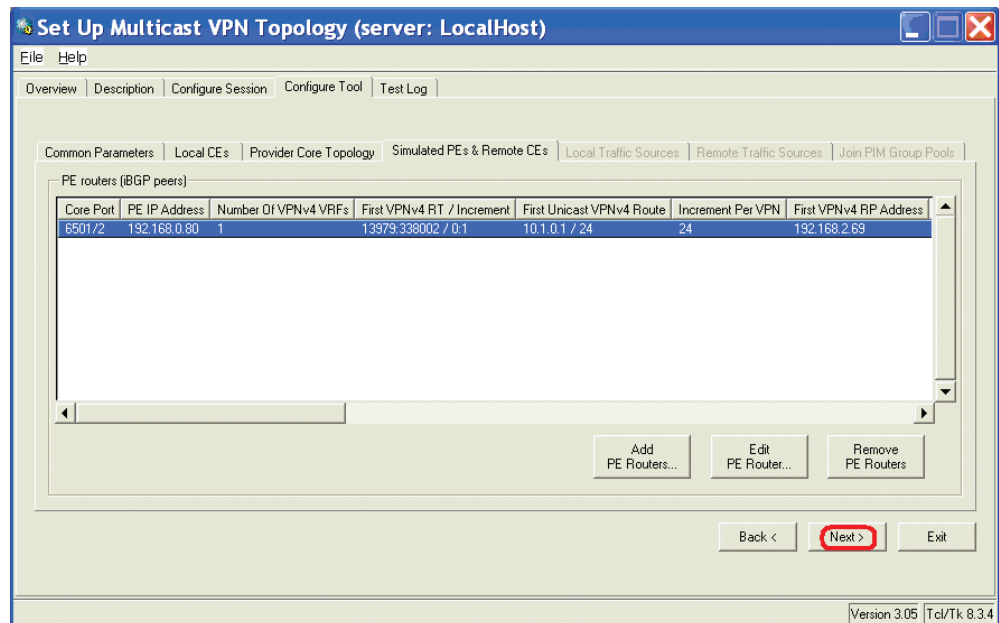 Set Up Multicast VPN Topology (server: LocalHost)
File Help
Overview Description Configure Session Configure Tool Test Log
Common Parameters Local CEs Provider Core Topology Simulated PEs & Remote CEs Local Traffic Sources Remote Traffic Sources Join PIM Group Pools
PE routers (iBGP peers)
Core Port PE IP Address Number Of VPNv4 VRFs First VPNv4 RT / Increment First Unicast VPNv4 Route Increment Per VPN First VPNv4 RP Address
6501/2 192.168.0.80 1 13979:338002 / 0:1 10.1.0.1 / 24 24 192.168.2.69
Add
PE Routers...
Edit
PE Router...
Remove
PE Routers
Back <
Next >
Exit
Version 3.05 Tcl/Tk 8.3.4